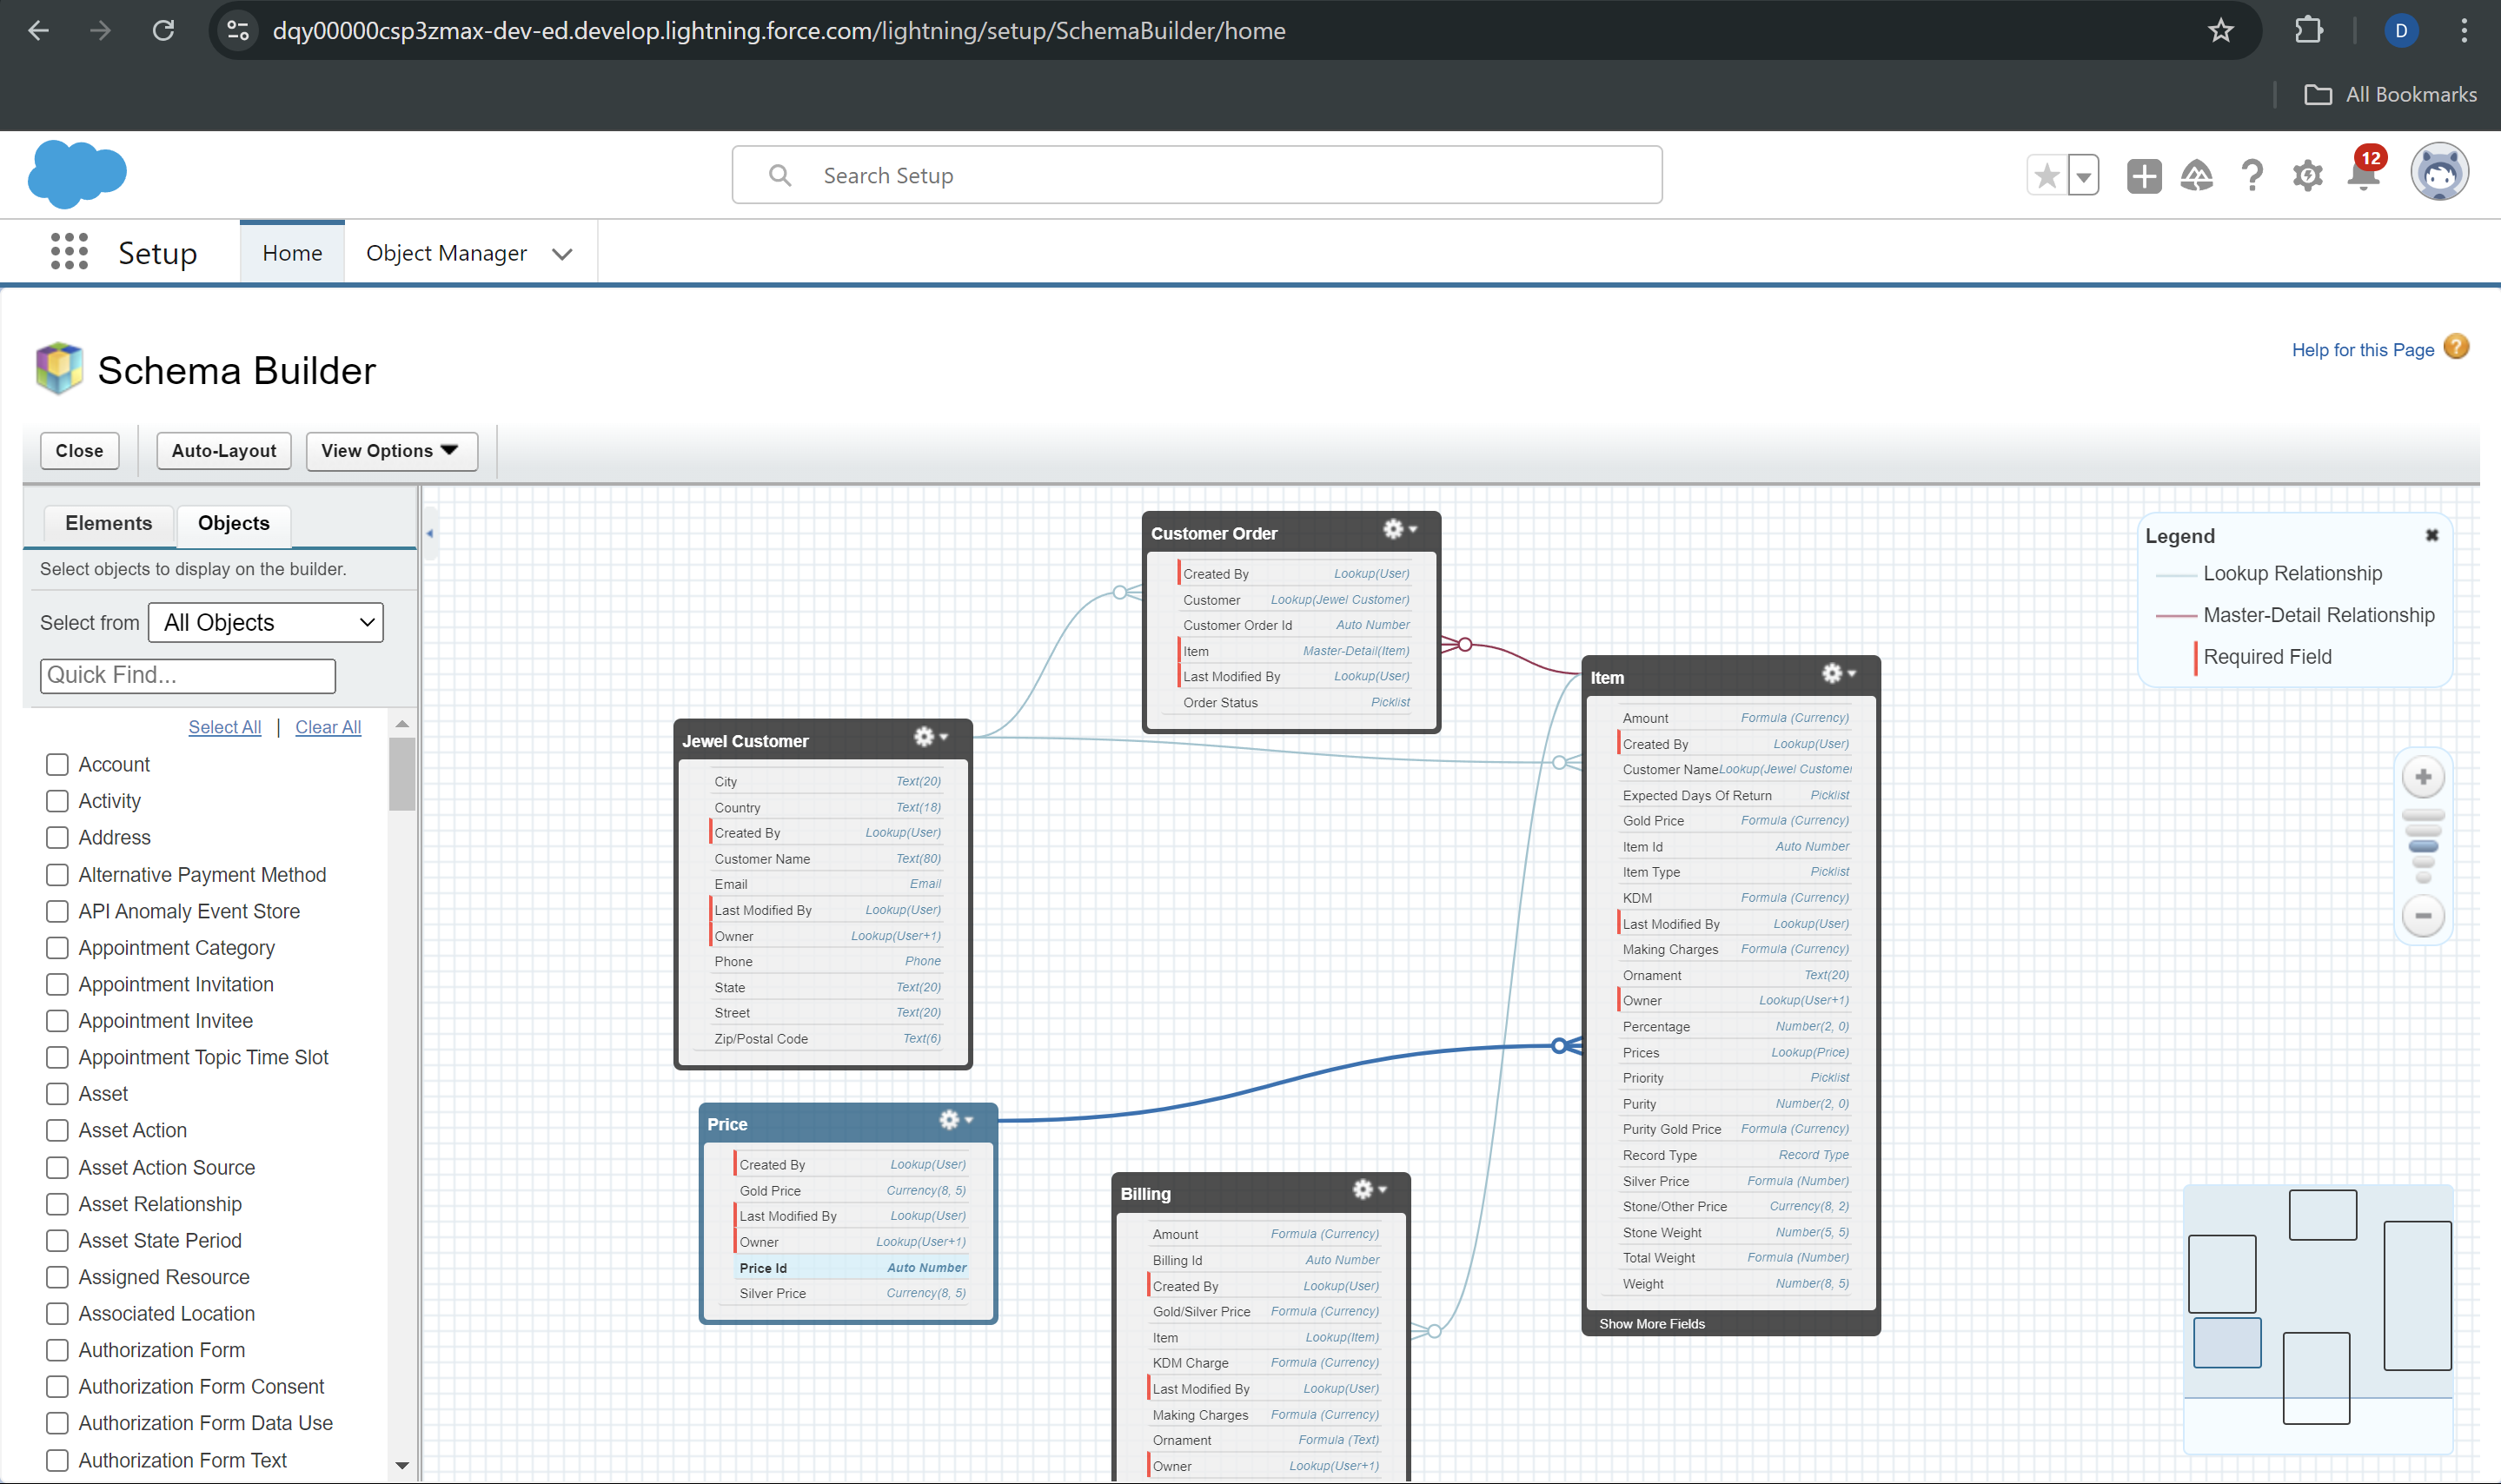 dqy00000csp3zmax-dev-ed.develop.lightning.force.com/lightning/setup/SchemaBuilder/home
D
All Bookmarks
Search Setup
12
Setup
Home
Object Manager
Schema Builder
Help for this Page
?
Close
Auto-Layout
View Options
Elements
Objects
Select objects to display on the builder.
Select from All Objects
Quick Find...
Select All | Clear All
Account
Activity
Address
Alternative Payment Method
API Anomaly Event Store
Appointment Category
Appointment Invitation
Appointment Invitee
Appointment Topic Time Slot
Asset
Asset Action
Asset Action Source
Asset Relationship
Asset State Period
Assigned Resource
Associated Location
Authorization Form
Authorization Form Consent
Authorization Form Data Use
Authorization Form Text
Customer Order
Created By Lookup(User)
Customer Lookup(Jewel Customer)
Customer Order Id Auto Number
Item Master-Detail(Item)
Last Modified By Lookup(User)
Order Status Picklist
Jewel Customer
City Text(20)
Country Text(18)
Created By Lookup(User)
Customer Name Text(80)
Email Email
Last Modified By Lookup(User)
Owner Lookup(User+1)
Phone Phone
State Text(20)
Street Text(20)
Zip/Postal Code Text(6)
Price
Created By Lookup(User)
Gold Price Currency(8, 5)
Last Modified By Lookup(User)
Owner Lookup(User+1)
Price Id Auto Number
Silver Price Currency(8, 5)
Billing
Amount Formula (Currency)
Billing Id Auto Number
Created By Lookup(User)
Gold/Silver Price Formula (Currency)
Item Lookup(Item)
KDM Charge Formula (Currency)
Last Modified By Lookup(User)
Making Charges Formula (Currency)
Ornament Formula (Text)
Owner Lookup(User+1)
Item
Amount Formula (Currency)
Created By Lookup(User)
Customer Name Lookup(Jewel Customer
Expected Days Of Return Picklist
Gold Price Formula (Currency)
Item Id Auto Number
Item Type Picklist
KDM Formula (Currency)
Last Modified By Lookup(User)
Making Charges Formula (Currency)
Ornament Text(20)
Owner Lookup(User+1)
Percentage Number(2, 0)
Prices Lookup(Price)
Priority Picklist
Purity Number(2, 0)
Purity Gold Price Formula (Currency)
Record Type Record Type
Silver Price Formula (Number)
Stone/Other Price Currency(8, 2)
Stone Weight Number(5, 5)
Total Weight Formula (Number)
Weight Number(8, 5)
Show More Fields
Legend
Lookup Relationship
Master-Detail Relationship
Required Field